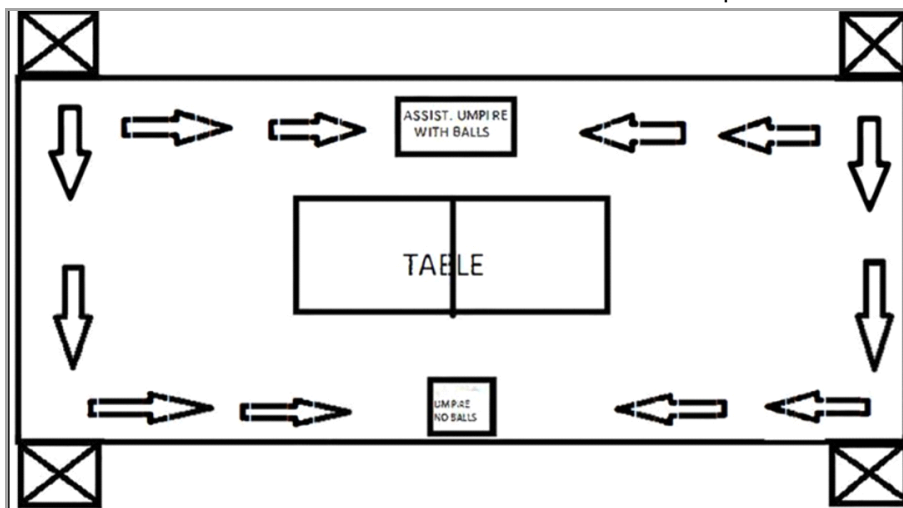 ASSIST. UMPIRE
WITH BALLS
TABLE
UMPIRE
NO BALLS